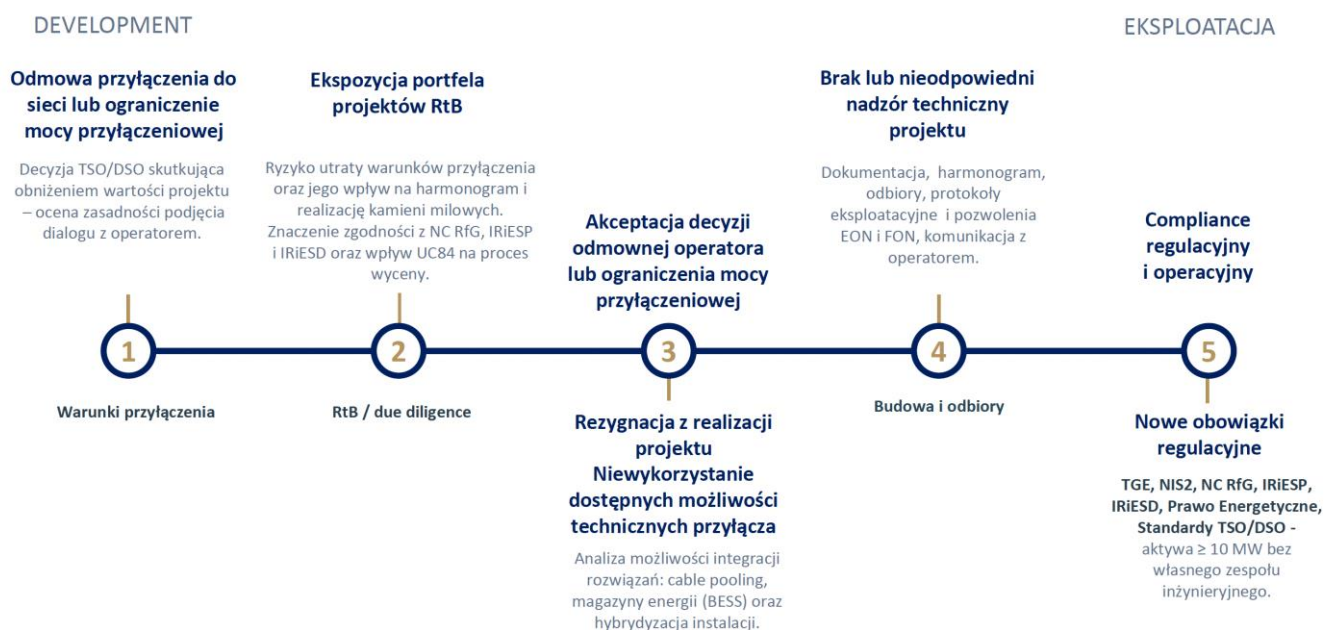 DEVELOPMENT
EKSPLOATACJA
Odmowa przyłączenia do
sieci lub ograniczenie
mocy przyłączeniowej
Decyzja TSO/DSO skutkująca
obniżeniem wartości projektu
– ocena zasadności podjęcia
dialogu z operatorem.
1
Warunki przyłączenia
Ekspozycja portfela
projektów RtB
Ryzyko utraty warunków przyłączenia
oraz jego wpływ na harmonogram i
realizację kamieni milowych.
Znaczenie zgodności z NC RfG, IRiESP
i IRiESD oraz wpływ UC84 na proces
wyceny.
2
RtB / due diligence
Akceptacja decyzji
odmownej operatora
lub ograniczenia mocy
przyłączeniowej
3
Rezygnacja z realizacji
projektu
Niewykorzystanie
dostępnych możliwości
technicznych przyłącza
Analiza możliwości integracji
rozwiązań: cable pooling,
magazyny energii (BESS) oraz
hybrydyzacja instalacji.
Brak lub nieodpowiedni
nadzór techniczny
projektu
Dokumentacja, harmonogram,
odbiory, protokoły
eksploatacyjne i pozwolenia
EON i FON, komunikacja z
operatorem.
4
Budowa i odbiory
Compliance
regulacyjny
i operacyjny
5
Nowe obowiązki
regulacyjne
TGE, NIS2, NC RfG, IRiESP,
IRiESD, Prawo Energetyczne,
Standardy TSO/DSO -
aktywa ≥ 10 MW bez
własnego zespołu
inżynieryjnego.